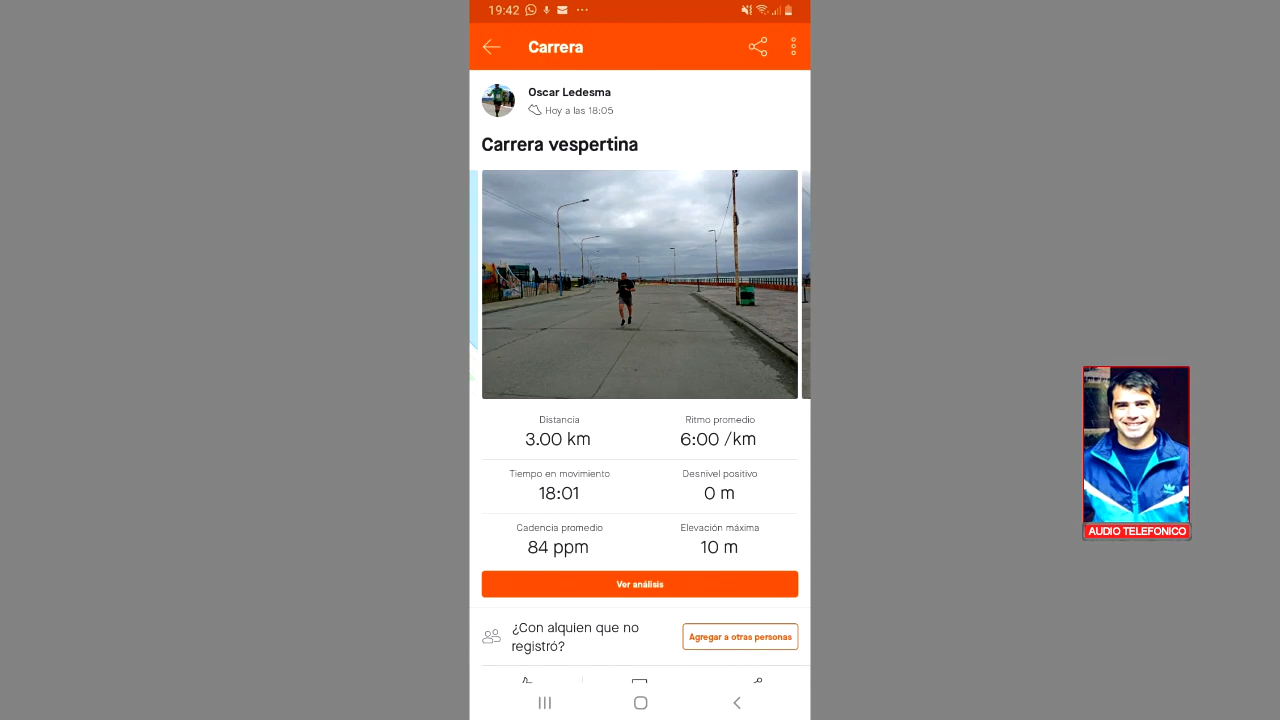 19:42
Carrera
Oscar Ledesma
Hoy a las 18:05
Carrera vespertina
Distancia
3.00 km
Ritmo promedio
6:00 /km
Tiempo en movimiento
18:01
Desnivel positivo
0 m
Cadencia promedio
84 ppm
Elevación máxima
10 m
Ver análisis
¿Con alquien que no
registró?
Agregar a otras personas
AUDIO TELEFONICO